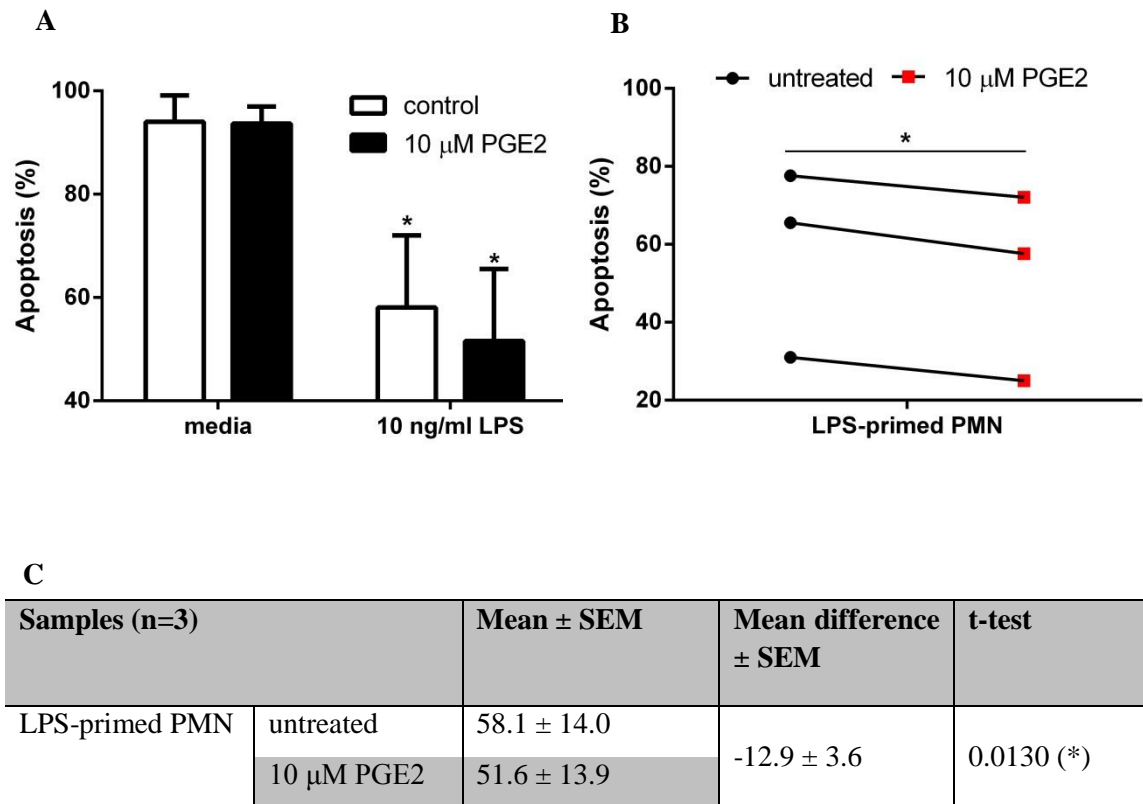 A
B
Apoptosis (%)
100
80
60
40
control
10 μM PGE2
*
*
media
10 ng/ml LPS
untreated
10 μM PGE2
Apoptosis (%)
100
80
60
40
20
*
LPS-primed PMN
C
Samples (n=3) Mean ± SEM Mean difference ± SEM t-test
LPS-primed PMN untreated 58.1 ± 14.0 -12.9 ± 3.6 0.0130 (*)
10 μM PGE2 51.6 ± 13.9